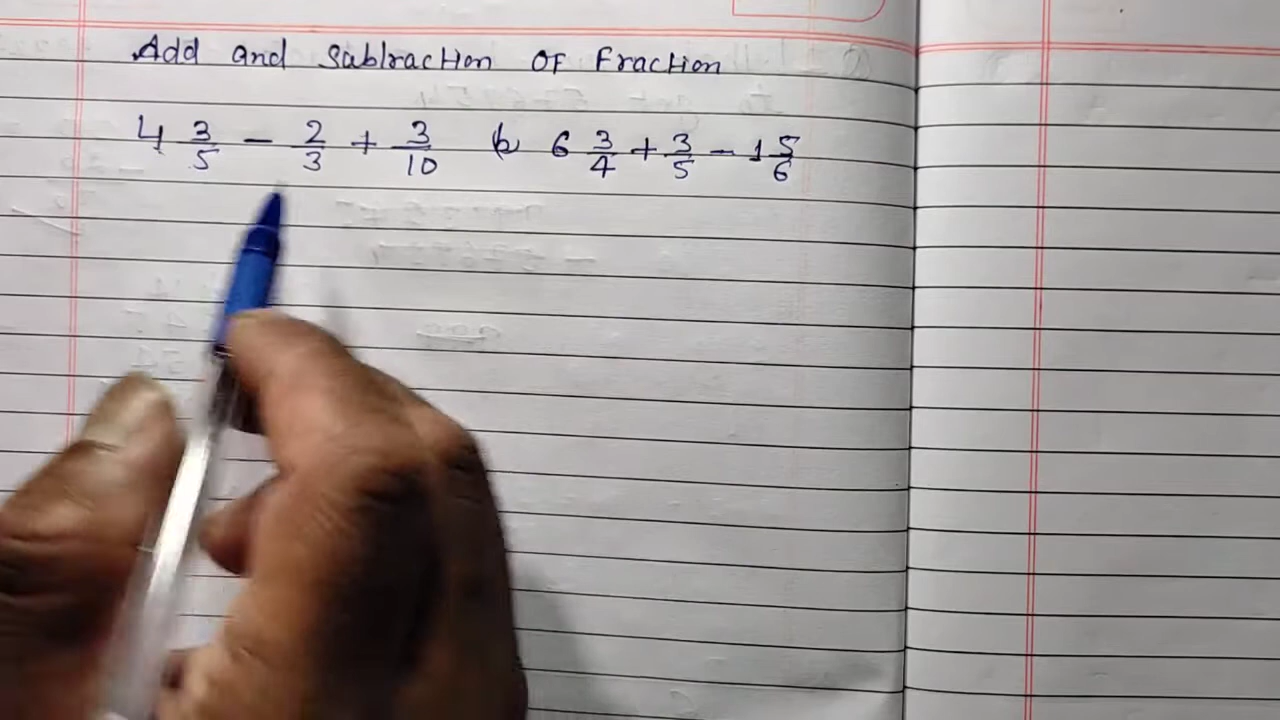 Add and Sublraction OF Fraction
4 3/5 - 2/3 + 3/10 b 6 3/4 + 3/5 - 1 5/6